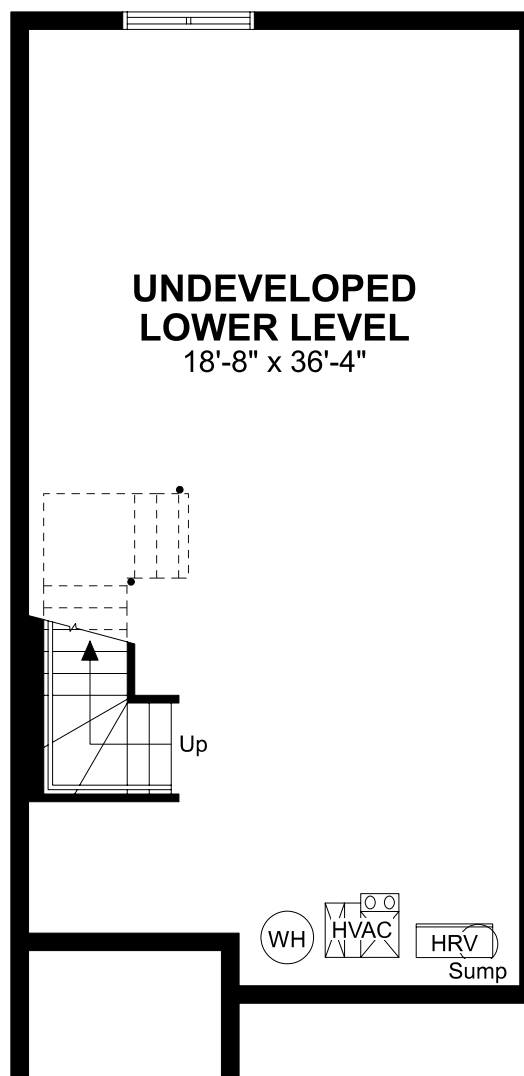 UNDEVELOPED
LOWER LEVEL
18'-8" x 36'-4"
Up
WH
HVAC
HRV
Sump